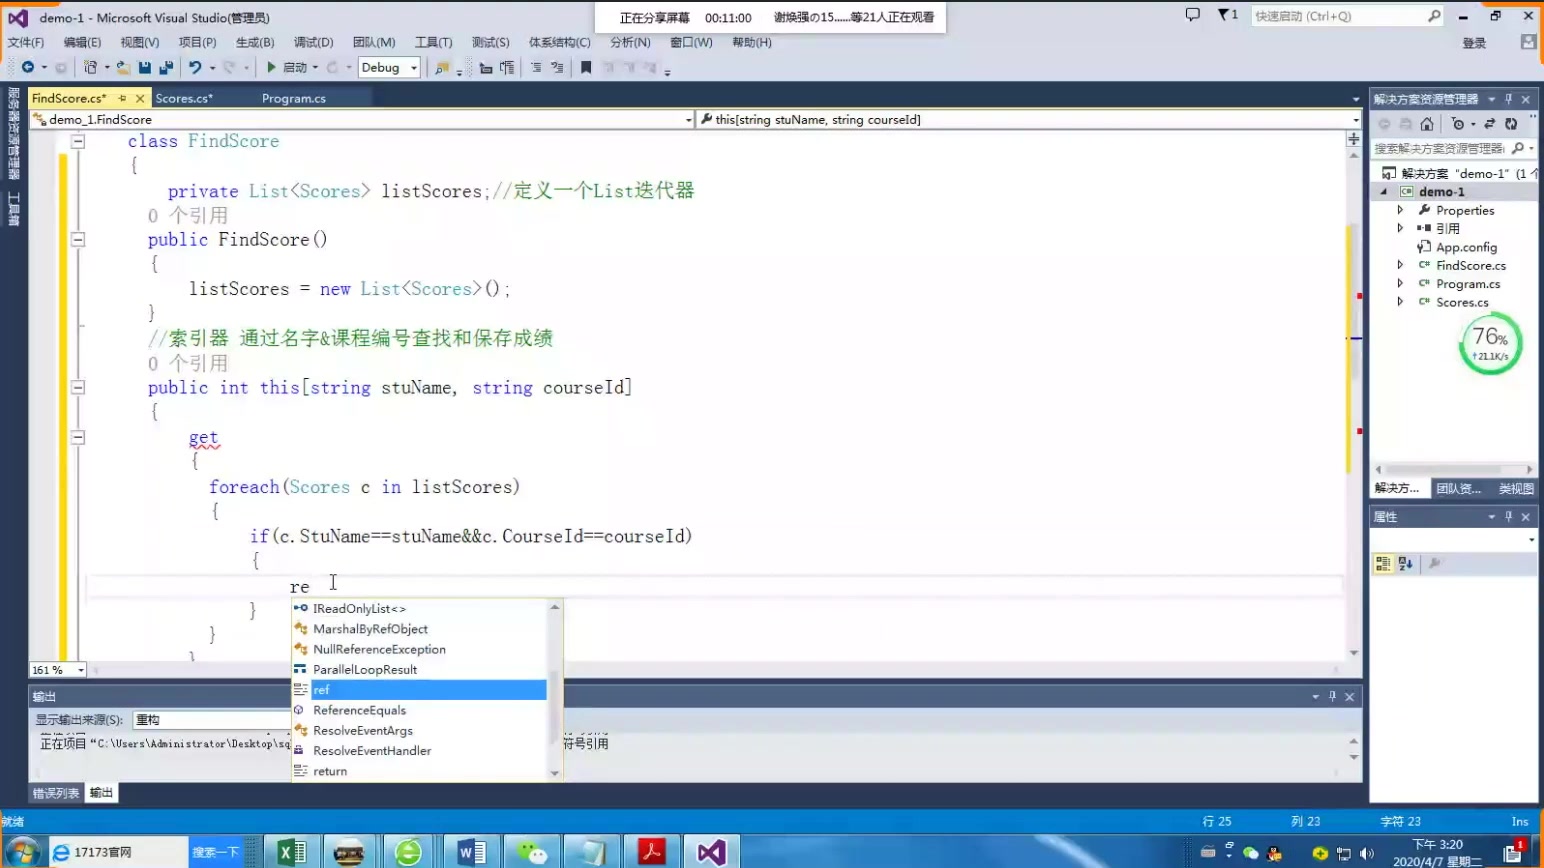 demo-1 - Microsoft Visual Studio(管理员)
正在分享屏幕 00:11:00 谢焕强の15......等21人正在观看
1
快速启动 (Ctrl+Q)
文件(F) 编辑(E) 视图(V) 项目(P) 生成(B) 调试(D) 团队(M) 工具(T) 测试(S) 体系结构(C) 分析(N) 窗口(W) 帮助(H)
登录
启动 Debug
服务器资源管理器
工具箱
FindScore.cs* Scores.cs* Program.cs
demo_1.FindScore
this[string stuName, string courseId]
class FindScore
{
private List<Scores> listScores;//定义一个List迭代器
0 个引用
public FindScore()
{
listScores = new List<Scores>();
}
//索引器 通过名字&课程编号查找和保存成绩
0 个引用
public int this[string stuName, string courseId]
{
get
{
foreach(Scores c in listScores)
{
if(c.StuName==stuName&&c.CourseId==courseId)
{
re
}
}
}
IReadOnlyList<>
MarshalByRefObject
NullReferenceException
ParallelLoopResult
ref
ReferenceEquals
ResolveEventArgs
ResolveEventHandler
return
161 %
输出
显示输出来源(S): 重构
正在项目“C:\Users\Administrator\Desktop\sq
符号引用
错误列表 输出
解决方案资源管理器
搜索解决方案资源管理器(
解决方案 "demo-1" (1 个
demo-1
Properties
引用
App.config
FindScore.cs
Program.cs
Scores.cs
76%
↑21.1K/s
解决方... 团队资... 类视图
属性
就绪
行 25 列 23 字符 23 Ins
17173官网 搜索一下
下午 3:20
2020/4/7 星期二
1